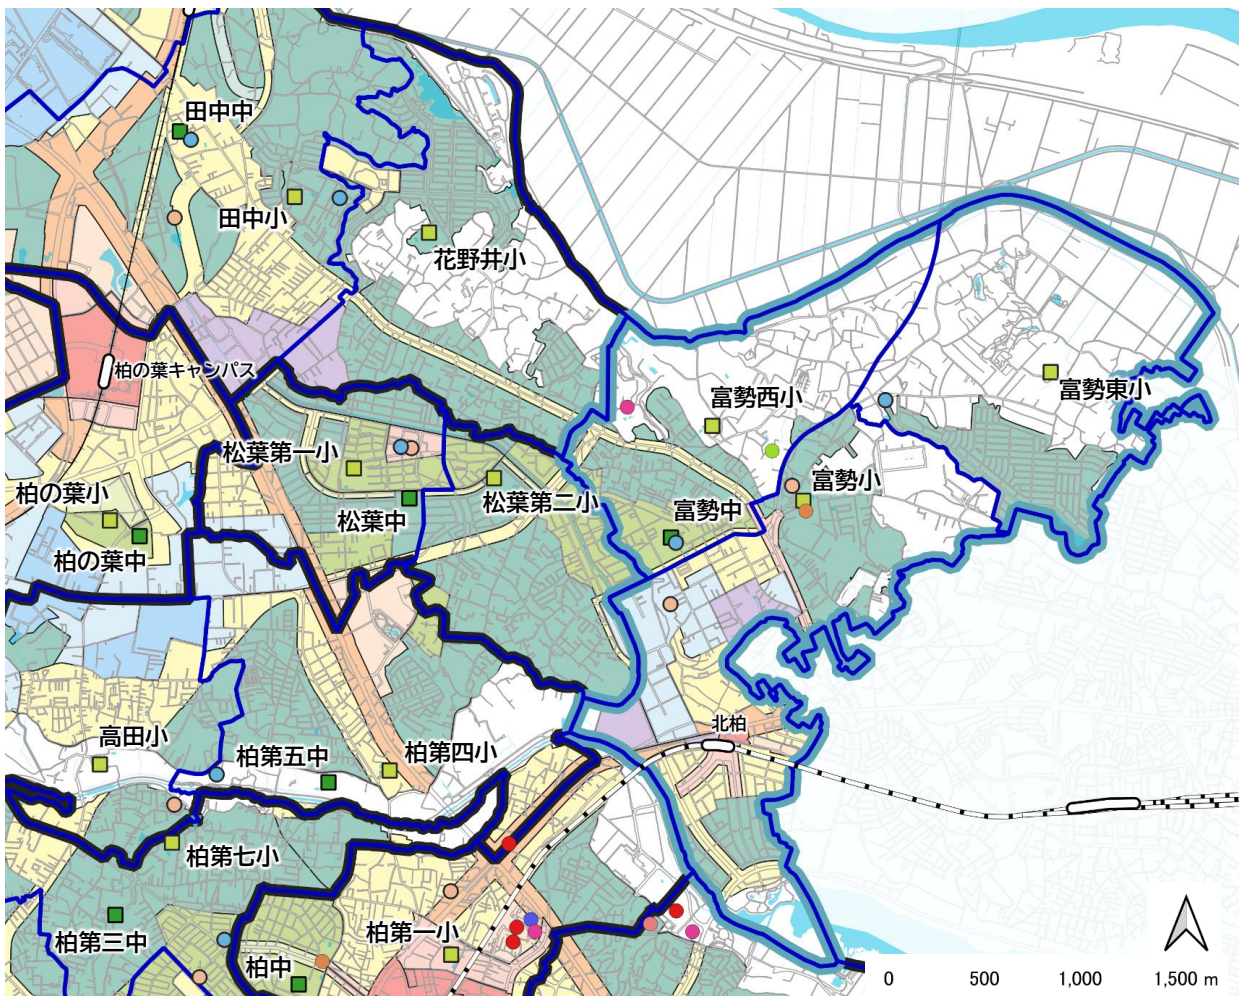 田中中
田中小
花野井小
柏の葉キャンパス
富勢西小
富勢東小
松葉第一小
富勢小
柏の葉小
松葉第二小
松葉中
富勢中
柏の葉中
北柏
高田小
柏第五中
柏第四小
柏第七小
柏第一小
柏第三中
柏中
0 500 1,000 1,500 m